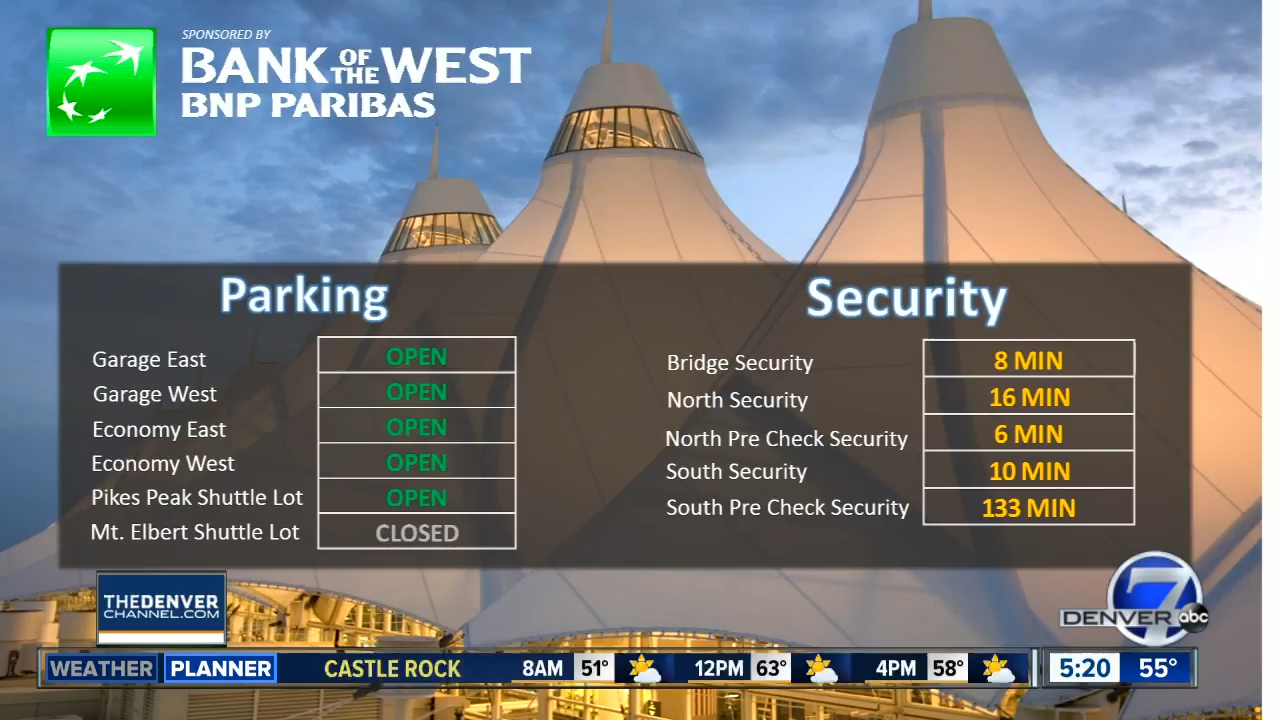 SPONSORED BY
BANK OF THE WEST
BNP PARIBAS
Parking
Garage East OPEN
Garage West OPEN
Economy East OPEN
Economy West OPEN
Pikes Peak Shuttle Lot OPEN
Mt. Elbert Shuttle Lot CLOSED
Security
Bridge Security 8 MIN
North Security 16 MIN
North Pre Check Security 6 MIN
South Security 10 MIN
South Pre Check Security 133 MIN
THEDENVER
CHANNEL.COM
DENVER 7 abc
WEATHER PLANNER CASTLE ROCK 8AM 51° 12PM 63° 4PM 58° 5:20 55°